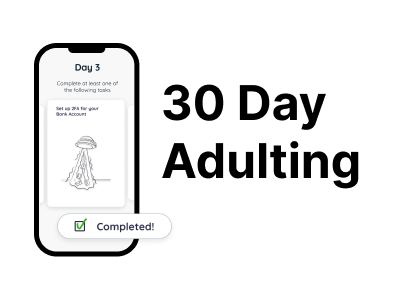 Day 3
Complete at least one of
the following tasks.
Set up 2FA for your
Bank Account
Completed!
30 Day
Adulting